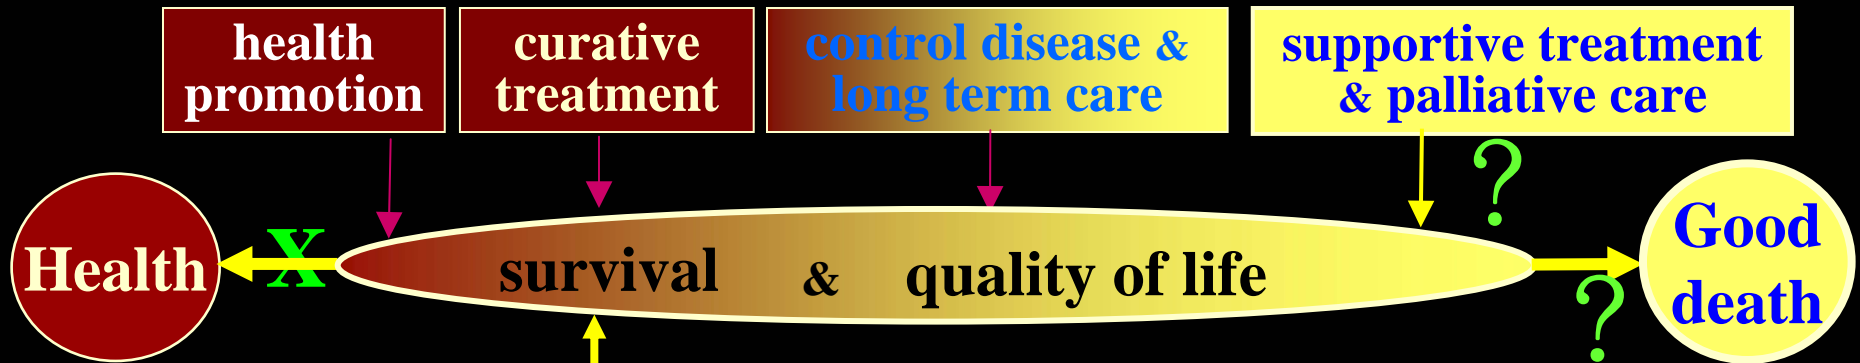 health
promotion
curative
treatment
control disease &
long term care
supportive treatment
& palliative care
?
Health
x
survival & quality of life
Good
death
?